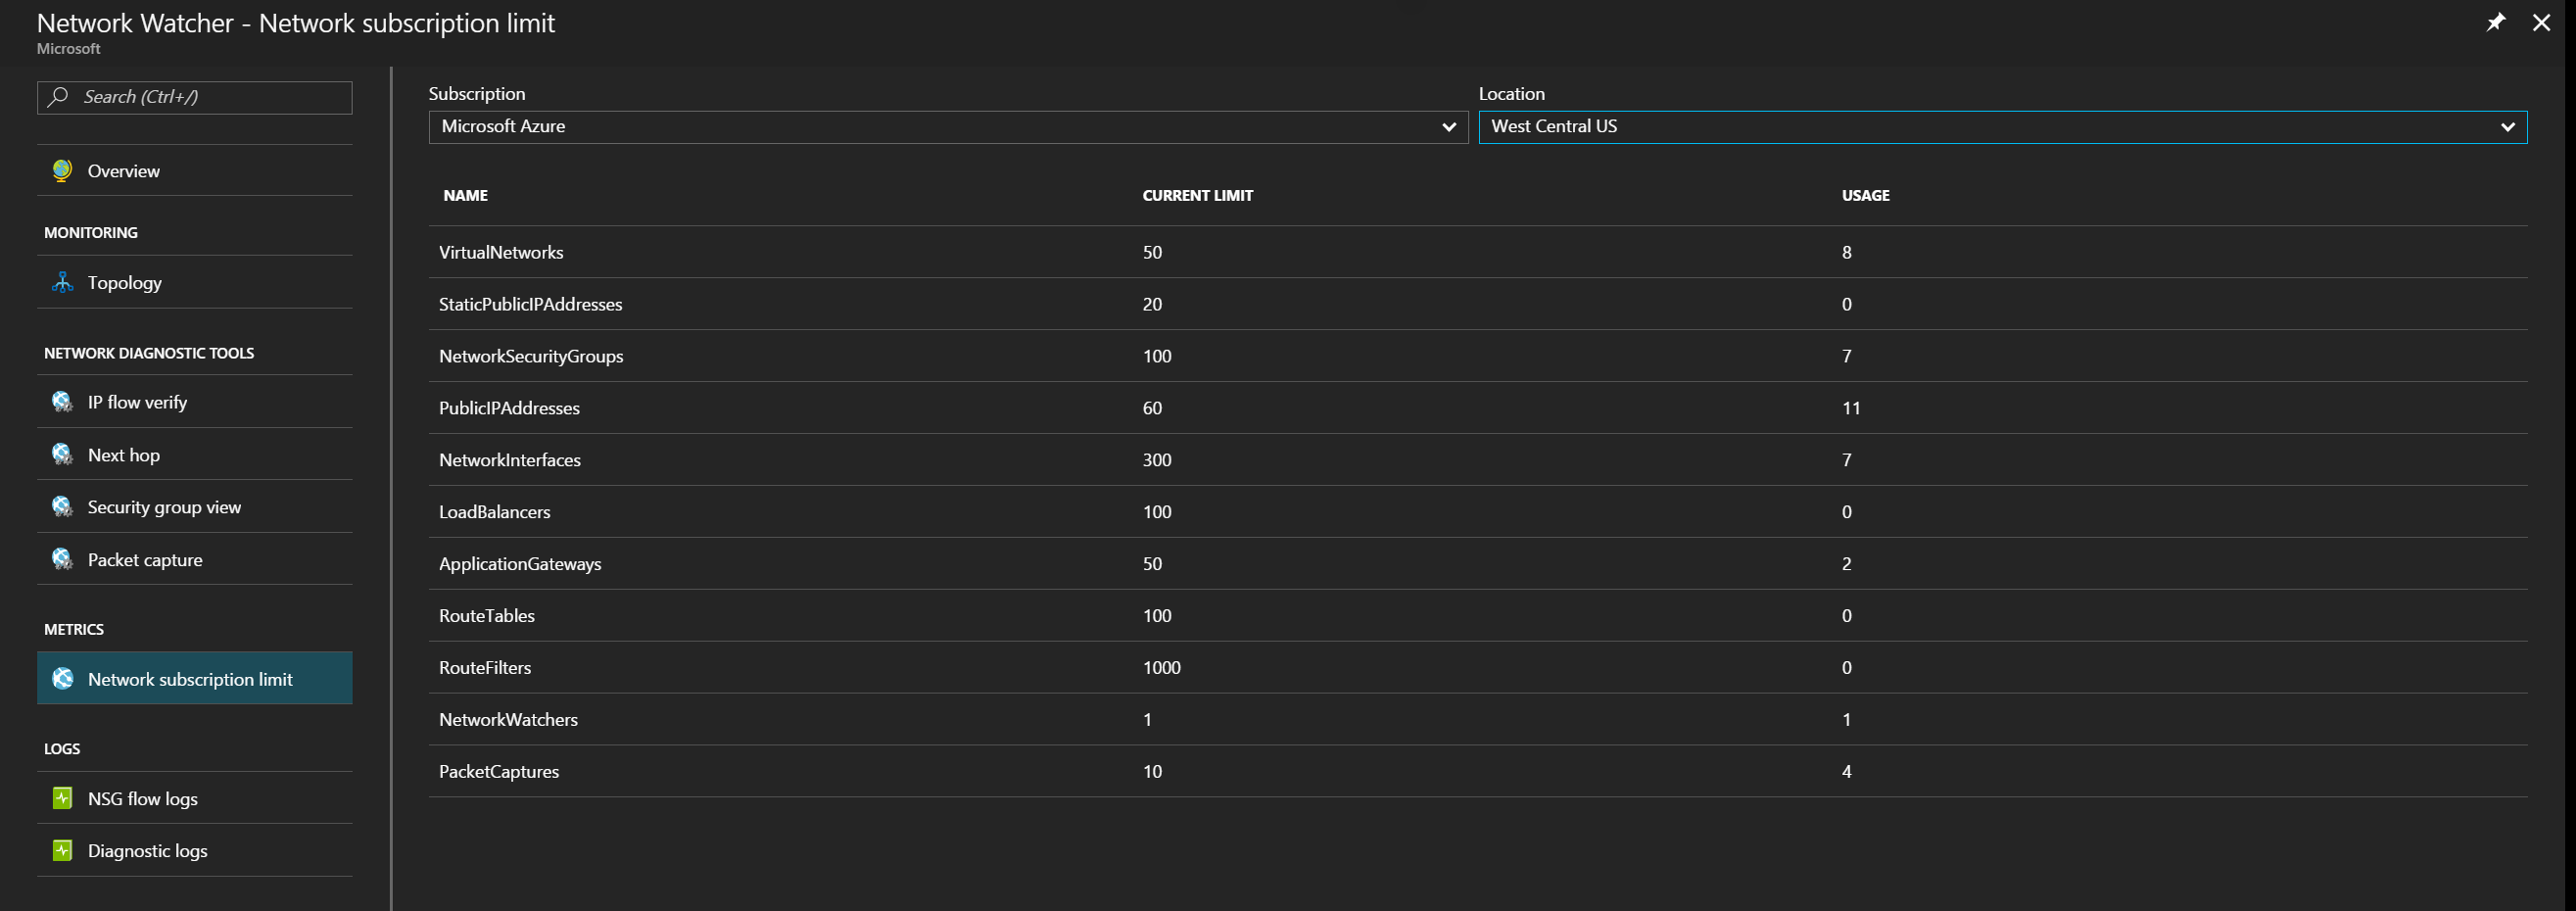 Network Watcher - Network subscription limit
Microsoft
Search (Ctrl+/)
Overview
MONITORING
Topology
NETWORK DIAGNOSTIC TOOLS
IP flow verify
Next hop
Security group view
Packet capture
METRICS
Network subscription limit
LOGS
NSG flow logs
Diagnostic logs
Subscription Location
Microsoft Azure West Central US
NAME CURRENT LIMIT USAGE
VirtualNetworks 50 8
StaticPublicIPAddresses 20 0
NetworkSecurityGroups 100 7
PublicIPAddresses 60 11
NetworkInterfaces 300 7
LoadBalancers 100 0
ApplicationGateways 50 2
RouteTables 100 0
RouteFilters 1000 0
NetworkWatchers 1 1
PacketCaptures 10 4